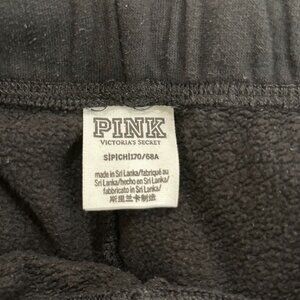 PINK
VICTORIA'S SECRET
S|P|CH|170/68A
made in Sri Lanka/fabriqué au
Sri Lanka/hecho en Sri Lanka/
fabbricato in Sri Lanka/
斯里兰卡制造